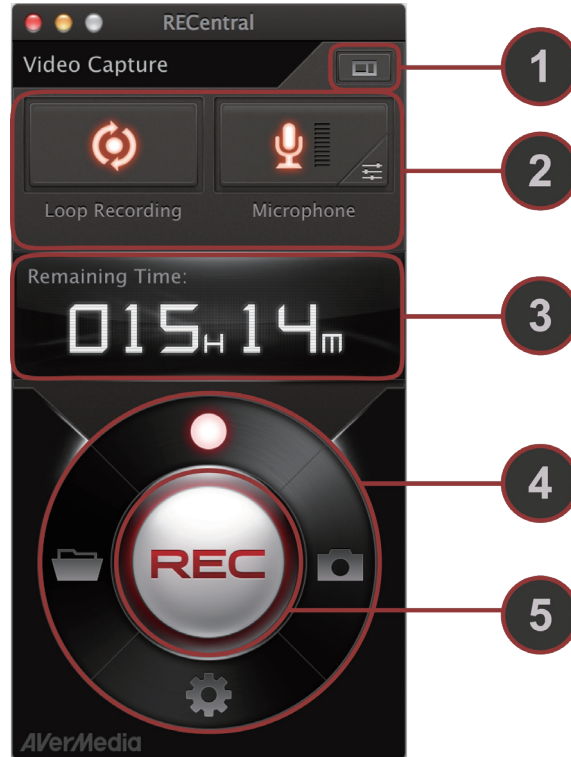 RECentral
Video Capture
1
Loop Recording
Microphone
2
Remaining Time:
015H14m
3
4
REC
5
AVerMedia